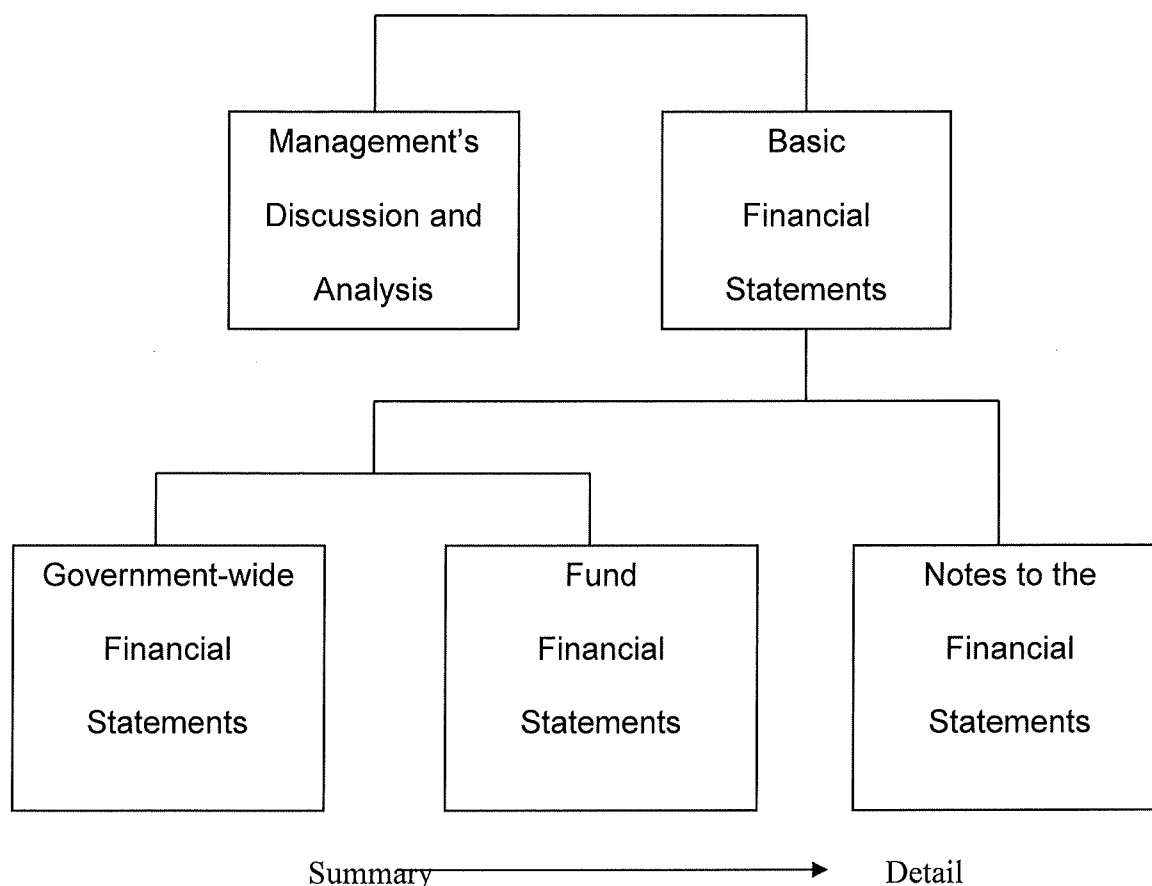 Management's
Discussion and
Analysis
Basic
Financial
Statements
Government-wide
Financial
Statements
Fund
Financial
Statements
Notes to the
Financial
Statements
Summary
Detail